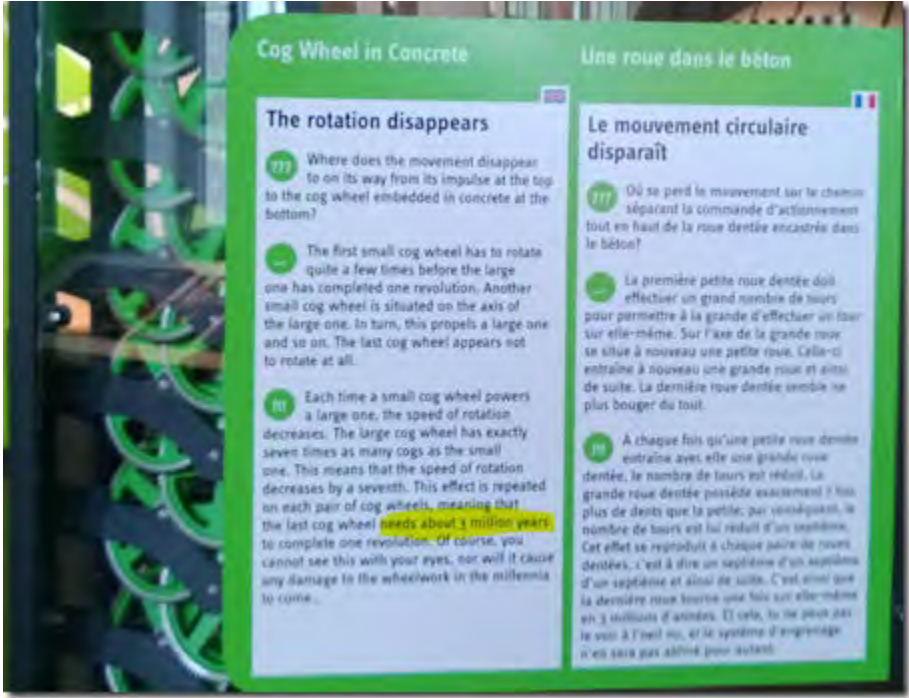 Cog Wheel in Concrete
The rotation disappears
??? Where does the movement disappear
to on its way from its impulse at the top
to the cog wheel embedded in concrete at the
bottom?
... The first small cog wheel has to rotate
quite a few times before the large
one has completed one revolution. Another
small cog wheel is situated on the axis of
the large one. In turn, this propels a large one
and so on. The last cog wheel appears not
to rotate at all.
!!! Each time a small cog wheel powers
a large one, the speed of rotation
decreases. The large cog wheel has exactly
seven times as many cogs as the small
one. This means that the speed of rotation
decreases by a seventh. This effect is repeated
on each pair of cog wheels, meaning that
the last cog wheel needs about 3 million years
to complete one revolution. Of course, you
cannot see this with your eyes, nor will it cause
any damage to the wheelwork in the millennia
to come...
Une roue dans le béton
Le mouvement circulaire
disparaît
??? Où se perd le mouvement sur le chemin
séparant la commande d'actionnement
tout en haut de la roue dentée encastrée dans
le béton?
... La première petite roue dentée doit
effectuer un grand nombre de tours
pour permettre à la grande d'effectuer un tour
sur elle-même. Sur l'axe de la grande roue
se situe à nouveau une petite roue. Celle-ci
entraîne à nouveau une grande roue et ainsi
de suite. La dernière roue dentée semble ne
plus bouger du tout.
!!! A chaque fois qu'une petite roue dentée
entraîne avec elle une grande roue
dentée, le nombre de tours est réduit. La
grande roue dentée possède exactement 7 fois
plus de dents que la petite, par conséquent, le
nombre de tours est lui réduit d'un septième.
Cet effet se reproduit à chaque paire de roues
dentées, c'est à dire un septième d'un septième
d'un septième et ainsi de suite. C'est ainsi que
la dernière roue tourne une fois sur elle-même
en 3 millions d'années. Et cela, tu ne peux pas
le voir à l'oeil nu, et le système d'engrenage
n'en sera pas abîmé pour autant.